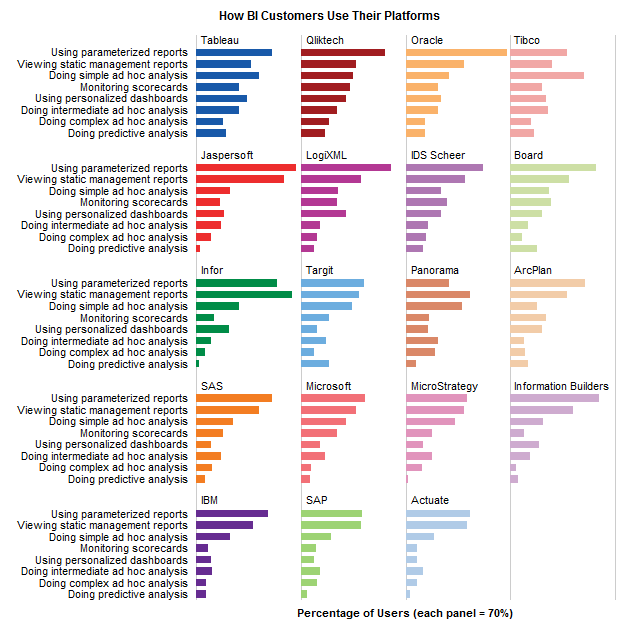 How BI Customers Use Their Platforms
Tableau Qliktech Oracle Tibco
Using parameterized reports
Viewing static management reports
Doing simple ad hoc analysis
Monitoring scorecards
Using personalized dashboards
Doing intermediate ad hoc analysis
Doing complex ad hoc analysis
Doing predictive analysis
Jaspersoft LogiXML IDS Scheer Board
Using parameterized reports
Viewing static management reports
Doing simple ad hoc analysis
Monitoring scorecards
Using personalized dashboards
Doing intermediate ad hoc analysis
Doing complex ad hoc analysis
Doing predictive analysis
Infor Targit Panorama ArcPlan
Using parameterized reports
Viewing static management reports
Doing simple ad hoc analysis
Monitoring scorecards
Using personalized dashboards
Doing intermediate ad hoc analysis
Doing complex ad hoc analysis
Doing predictive analysis
SAS Microsoft MicroStrategy Information Builders
Using parameterized reports
Viewing static management reports
Doing simple ad hoc analysis
Monitoring scorecards
Using personalized dashboards
Doing intermediate ad hoc analysis
Doing complex ad hoc analysis
Doing predictive analysis
IBM SAP Actuate
Using parameterized reports
Viewing static management reports
Doing simple ad hoc analysis
Monitoring scorecards
Using personalized dashboards
Doing intermediate ad hoc analysis
Doing complex ad hoc analysis
Doing predictive analysis
Percentage of Users (each panel = 70%)